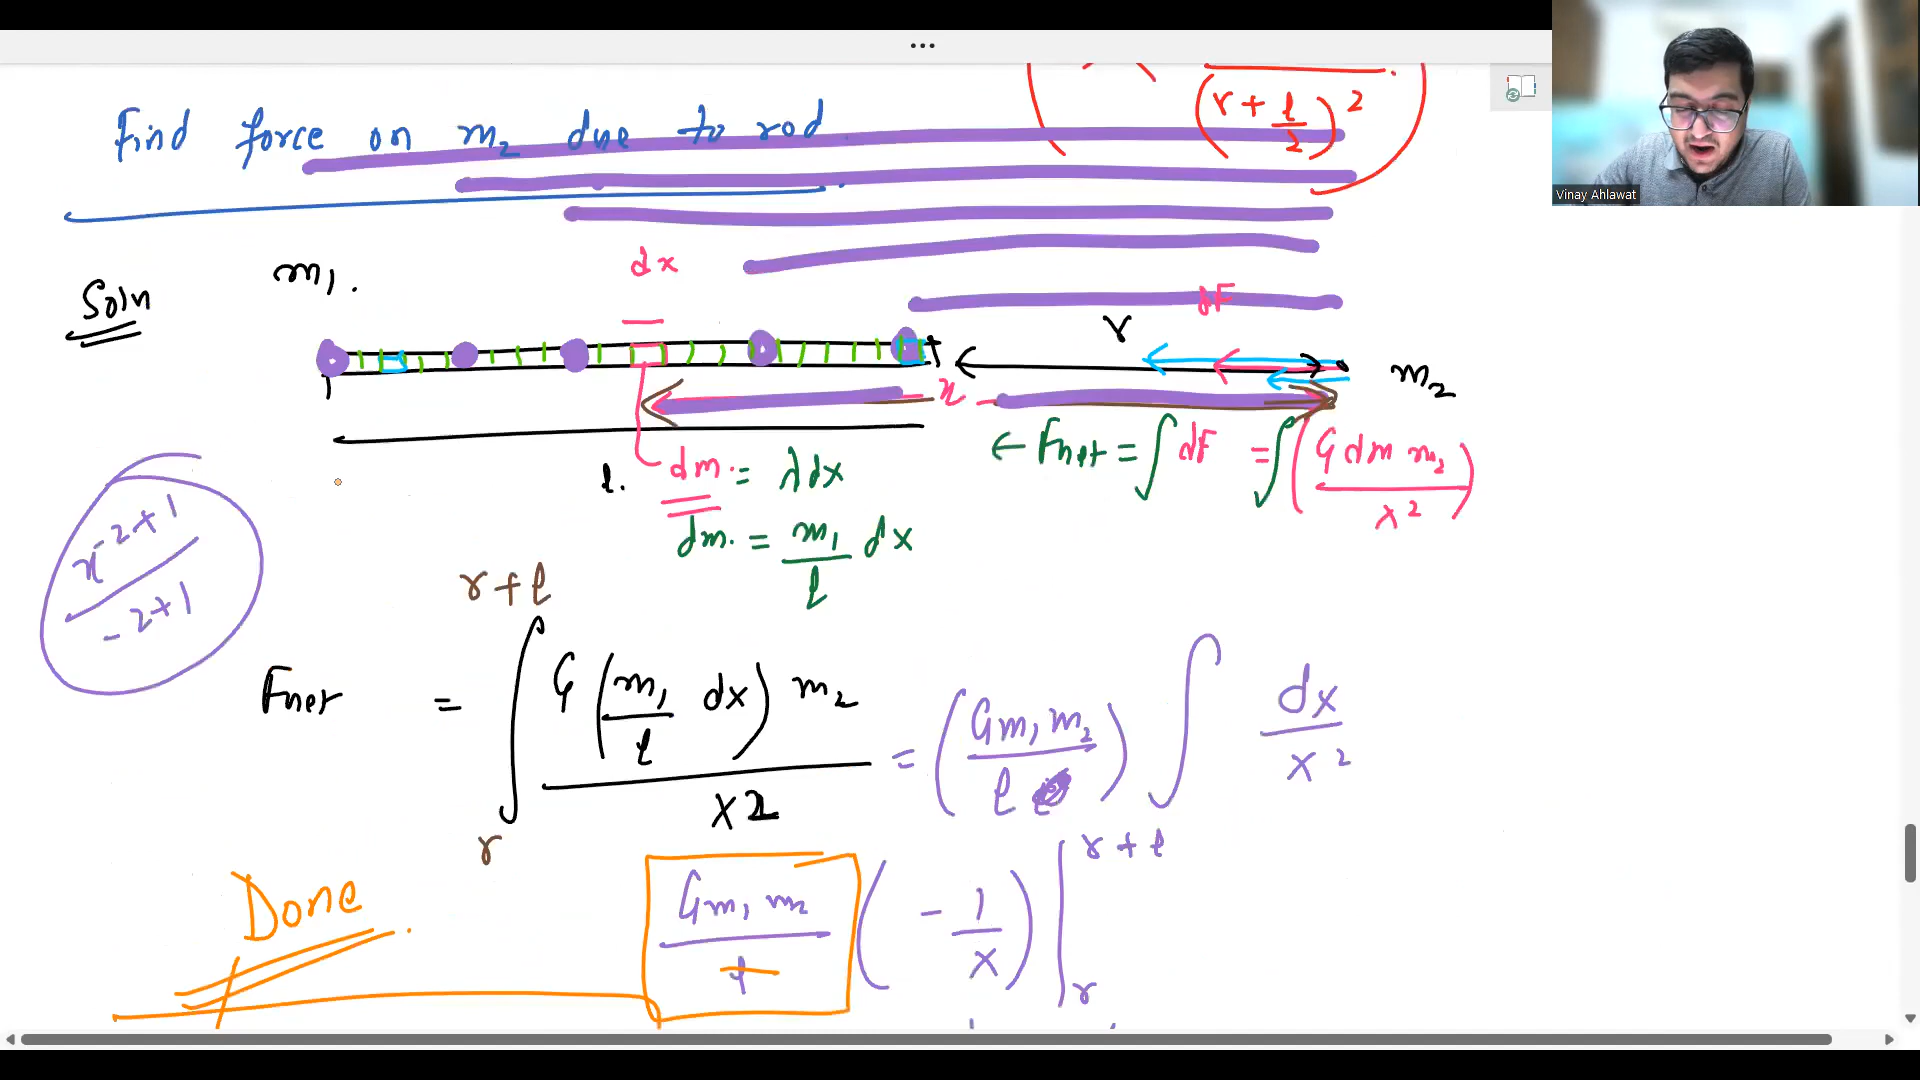 (r + l/2)²
Find force on m₂ due to rod
Vinay Ahlawat
dx
m₁.
Soln
dF
r
m₂
x
← Fnet = ∫ dF = ∫ (G dm m₂ / x²)
l.
dm. = λdx
dm. = m₁/l dx
x⁻²⁺¹ / -2+1
r+l
Fnet = ∫ G (m₁/l dx) m₂ / x2 = (Gm₁m₂ / l) ∫ dx / x²
r
Done
Gm₁m₂ / l (-1/x) | r+l
r